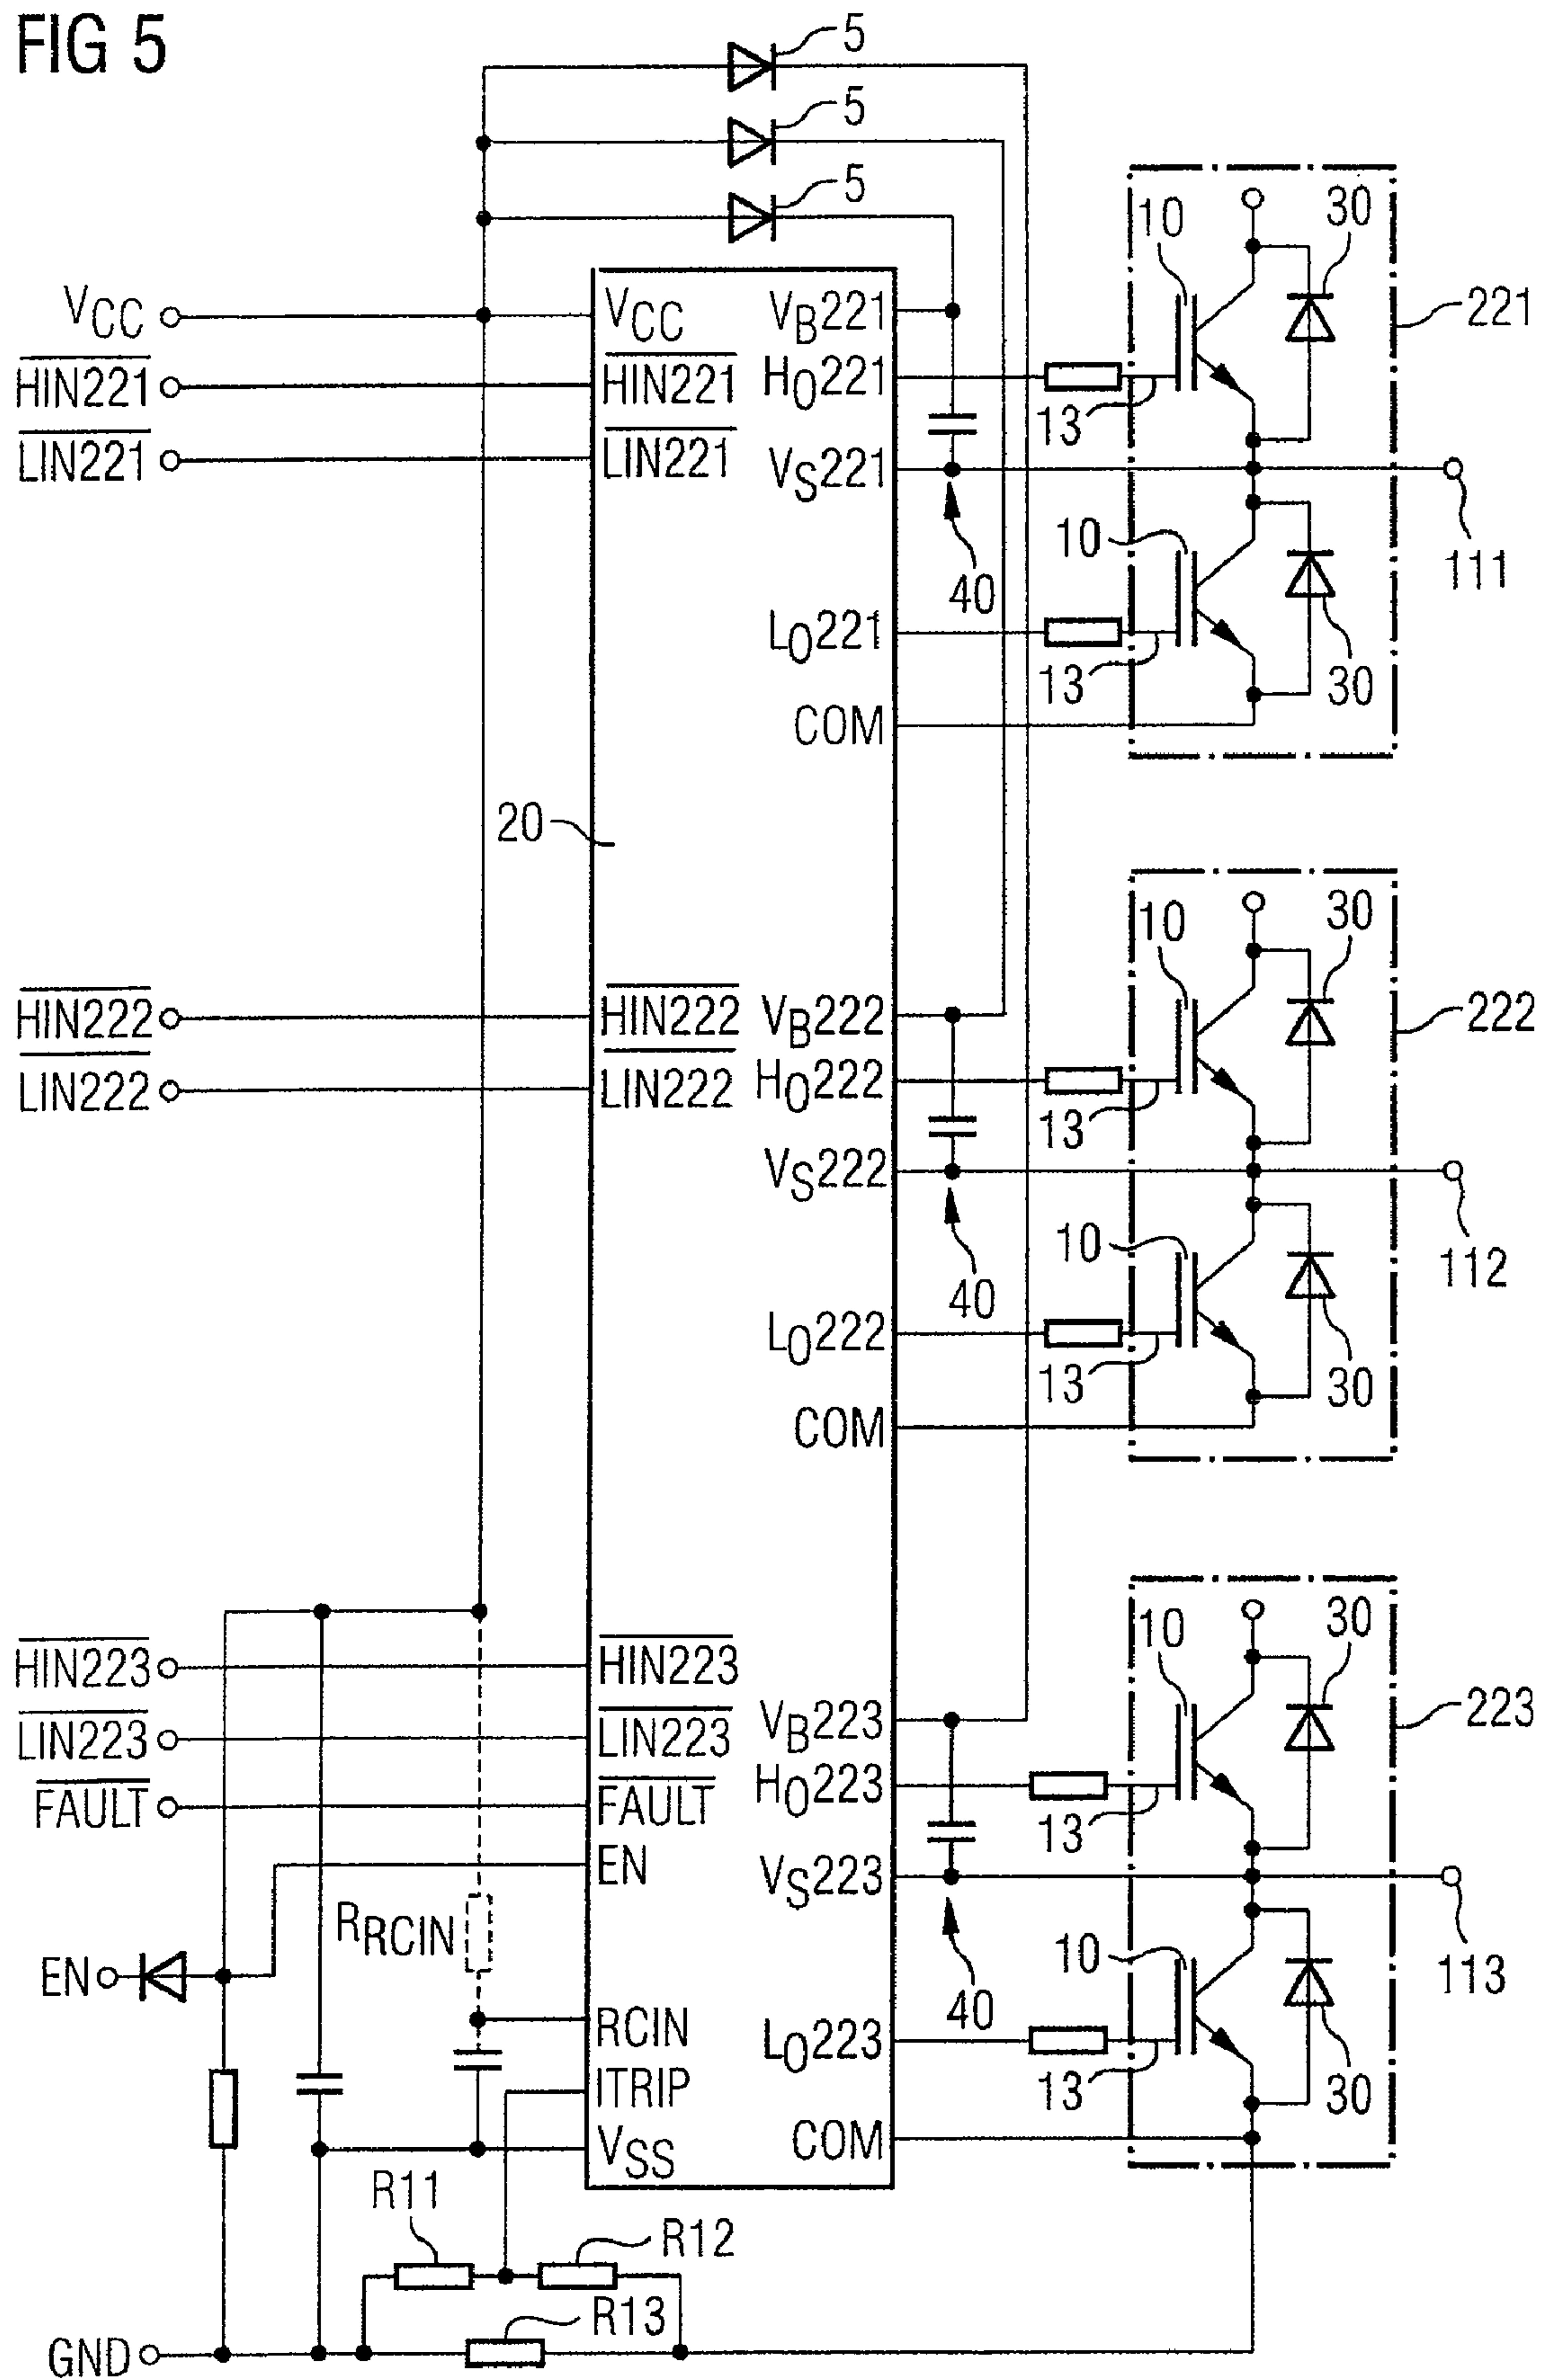 FIG 5
5
5
5
10
30
221
VCC
VCC
VB221
HIN221
HIN221
HO221
13
LIN221
LIN221
VS221
10
111
40
LO221
13
30
COM
20
10
30
222
HIN222
HIN222
VB222
LIN222
LIN222
HO222
13
VS222
10
112
40
LO222
13
30
COM
10
30
223
HIN223
HIN223
LIN223
LIN223
VB223
FAULT
FAULT
HO223
13
EN
VS223
RRCIN
10
EN
113
40
RCIN
LO223
ITRIP
13
30
VSS
COM
R11
R12
R13
GND